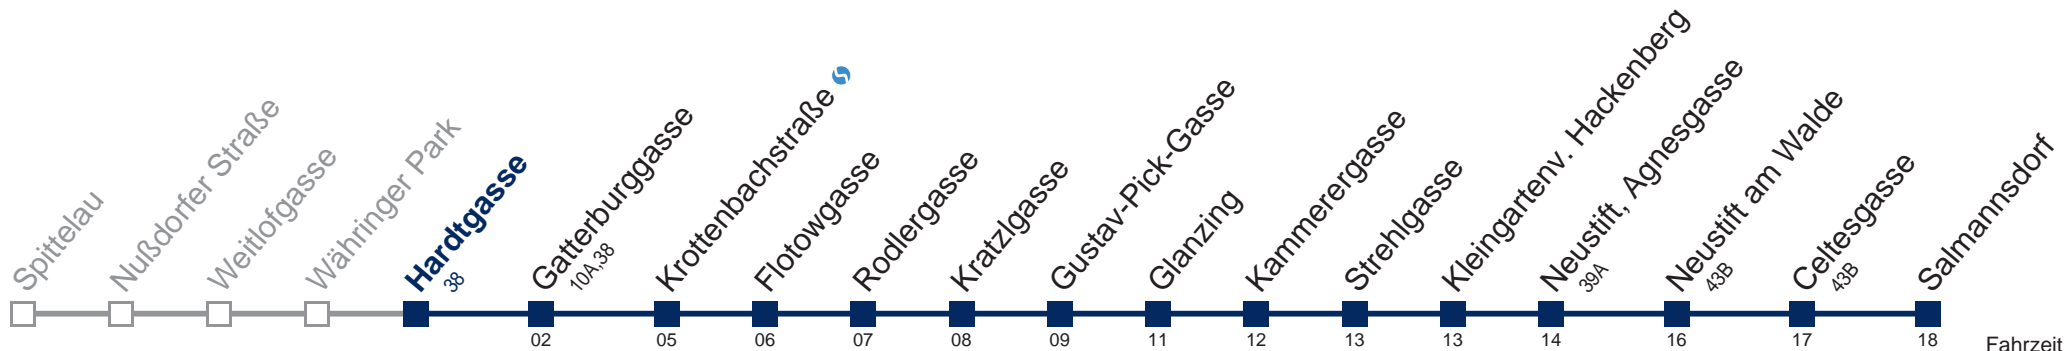 Spittelau
Nußdorfer Straße
Weitlofgasse
Währinger Park
Hardtgasse
38
Gatterburggasse
10A,38
Krottenbachstraße
Flotowgasse
Rodlergasse
Kratzlgasse
Gustav-Pick-Gasse
Glanzing
Kammerergasse
Strehlgasse
Kleingartenv. Hackenberg
Neustift, Agnesgasse
39A
Neustift am Walde
43B
Celtesgasse
43B
Salmannsdorf
02 05 06 07 08 09 11 12 13 13 14 16 17 18 Fahrzeit